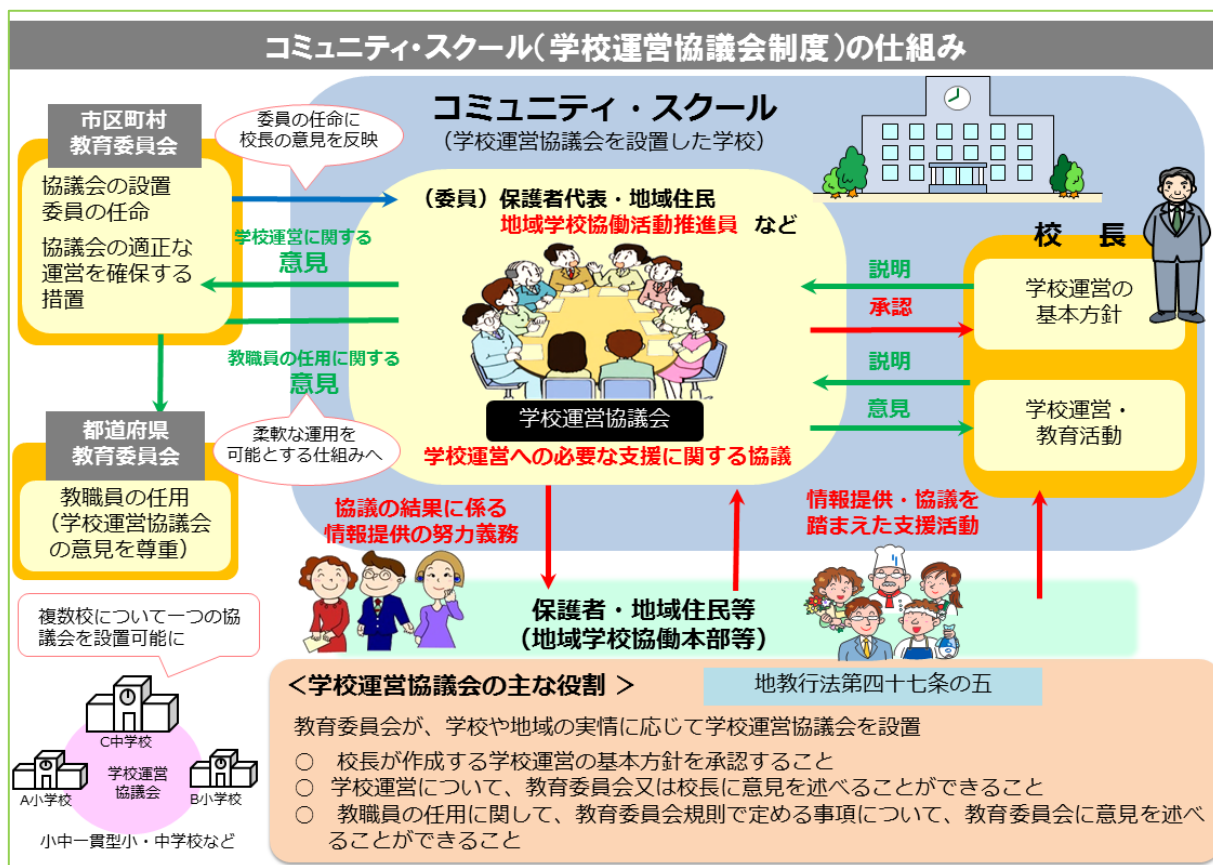 コミュニティ・スクール(学校運営協議会制度)の仕組み
市区町村
教育委員会
協議会の設置
委員の任命
協議会の適正な
運営を確保する
措置
委員の任命に
校長の意見を反映
コミュニティ・スクール
(学校運営協議会を設置した学校)
(委員)保護者代表・地域住民
地域学校協働活動推進員 など
学校運営に関する
意見
教職員の任用に関する
意見
学校運営協議会
学校運営への必要な支援に関する協議
説明
承認
説明
意見
校 長
学校運営の
基本方針
学校運営・
教育活動
都道府県
教育委員会
教職員の任用
(学校運営協議会
の意見を尊重)
柔軟な運用を
可能とする仕組みへ
協議の結果に係る
情報提供の努力義務
情報提供・協議を
踏まえた支援活動
保護者・地域住民等
(地域学校協働本部等)
複数校について一つの協
議会を設置可能に
C中学校
学校運営
協議会
A小学校
B小学校
小中一貫型小・中学校など
<学校運営協議会の主な役割 >
地教行法第四十七条の五
教育委員会が、学校や地域の実情に応じて学校運営協議会を設置
○ 校長が作成する学校運営の基本方針を承認すること
○ 学校運営について、教育委員会又は校長に意見を述べることができること
○ 教職員の任用に関して、教育委員会規則で定める事項について、教育委員会に意見を述べ
ることができること